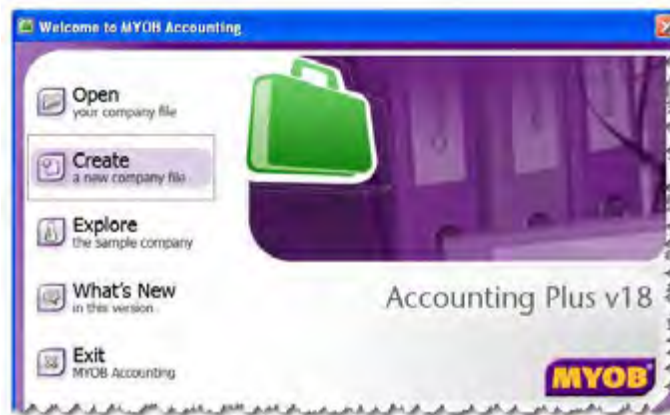 Welcome to MYOB Accounting
Open
your company file
Create
a new company file
Explore
the sample company
What's New
in this version
Exit
MYOB Accounting
Accounting Plus v18
MYOB